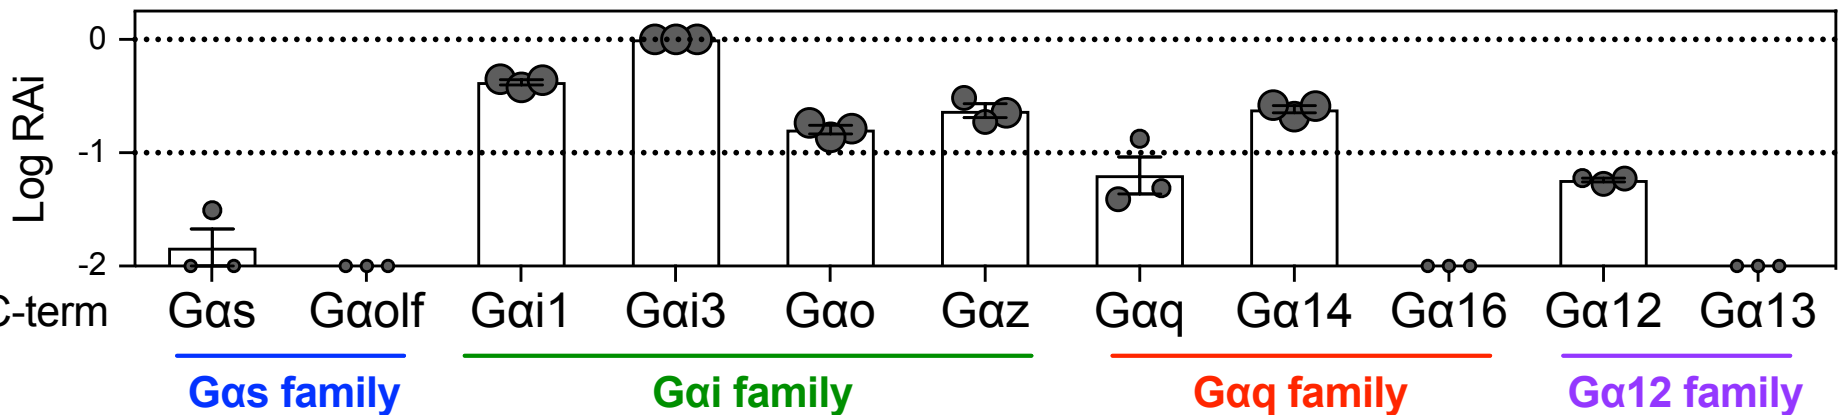 Log RAi
0
-1
-2
C-term Gαs Gαolf Gαi1 Gαi3 Gαo Gαz Gαq Gα14 Gα16 Gα12 Gα13
Gαs family Gαi family Gαq family Gα12 family